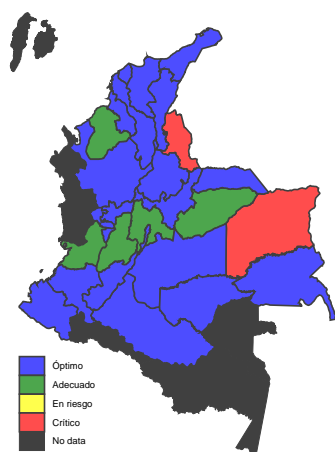 Óptimo
Adecuado
En riesgo
Crítico
No data